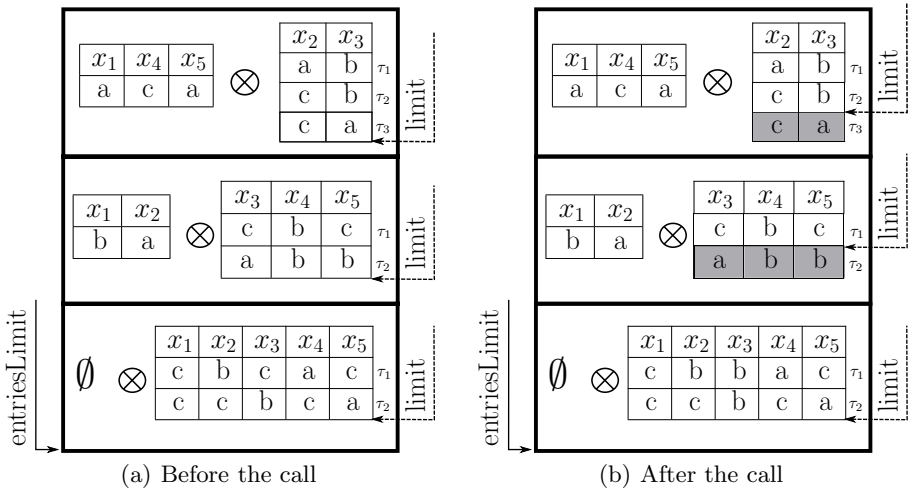 x₁ x₄ x₅
a c a
⊗
x₂ x₃
a b τ₁
c b τ₂
c a τ₃
limit
x₁ x₂
b a
⊗
x₃ x₄ x₅
c b c τ₁
a b b τ₂
limit
entriesLimit
∅ ⊗
x₁ x₂ x₃ x₄ x₅
c b c a c τ₁
c c b c a τ₂
limit
(a) Before the call
x₁ x₄ x₅
a c a
⊗
x₂ x₃
a b τ₁
c b τ₂
c a τ₃
limit
x₁ x₂
b a
⊗
x₃ x₄ x₅
c b c τ₁
a b b τ₂
limit
entriesLimit
∅ ⊗
x₁ x₂ x₃ x₄ x₅
c b b a c τ₁
c c b c a τ₂
limit
(b) After the call